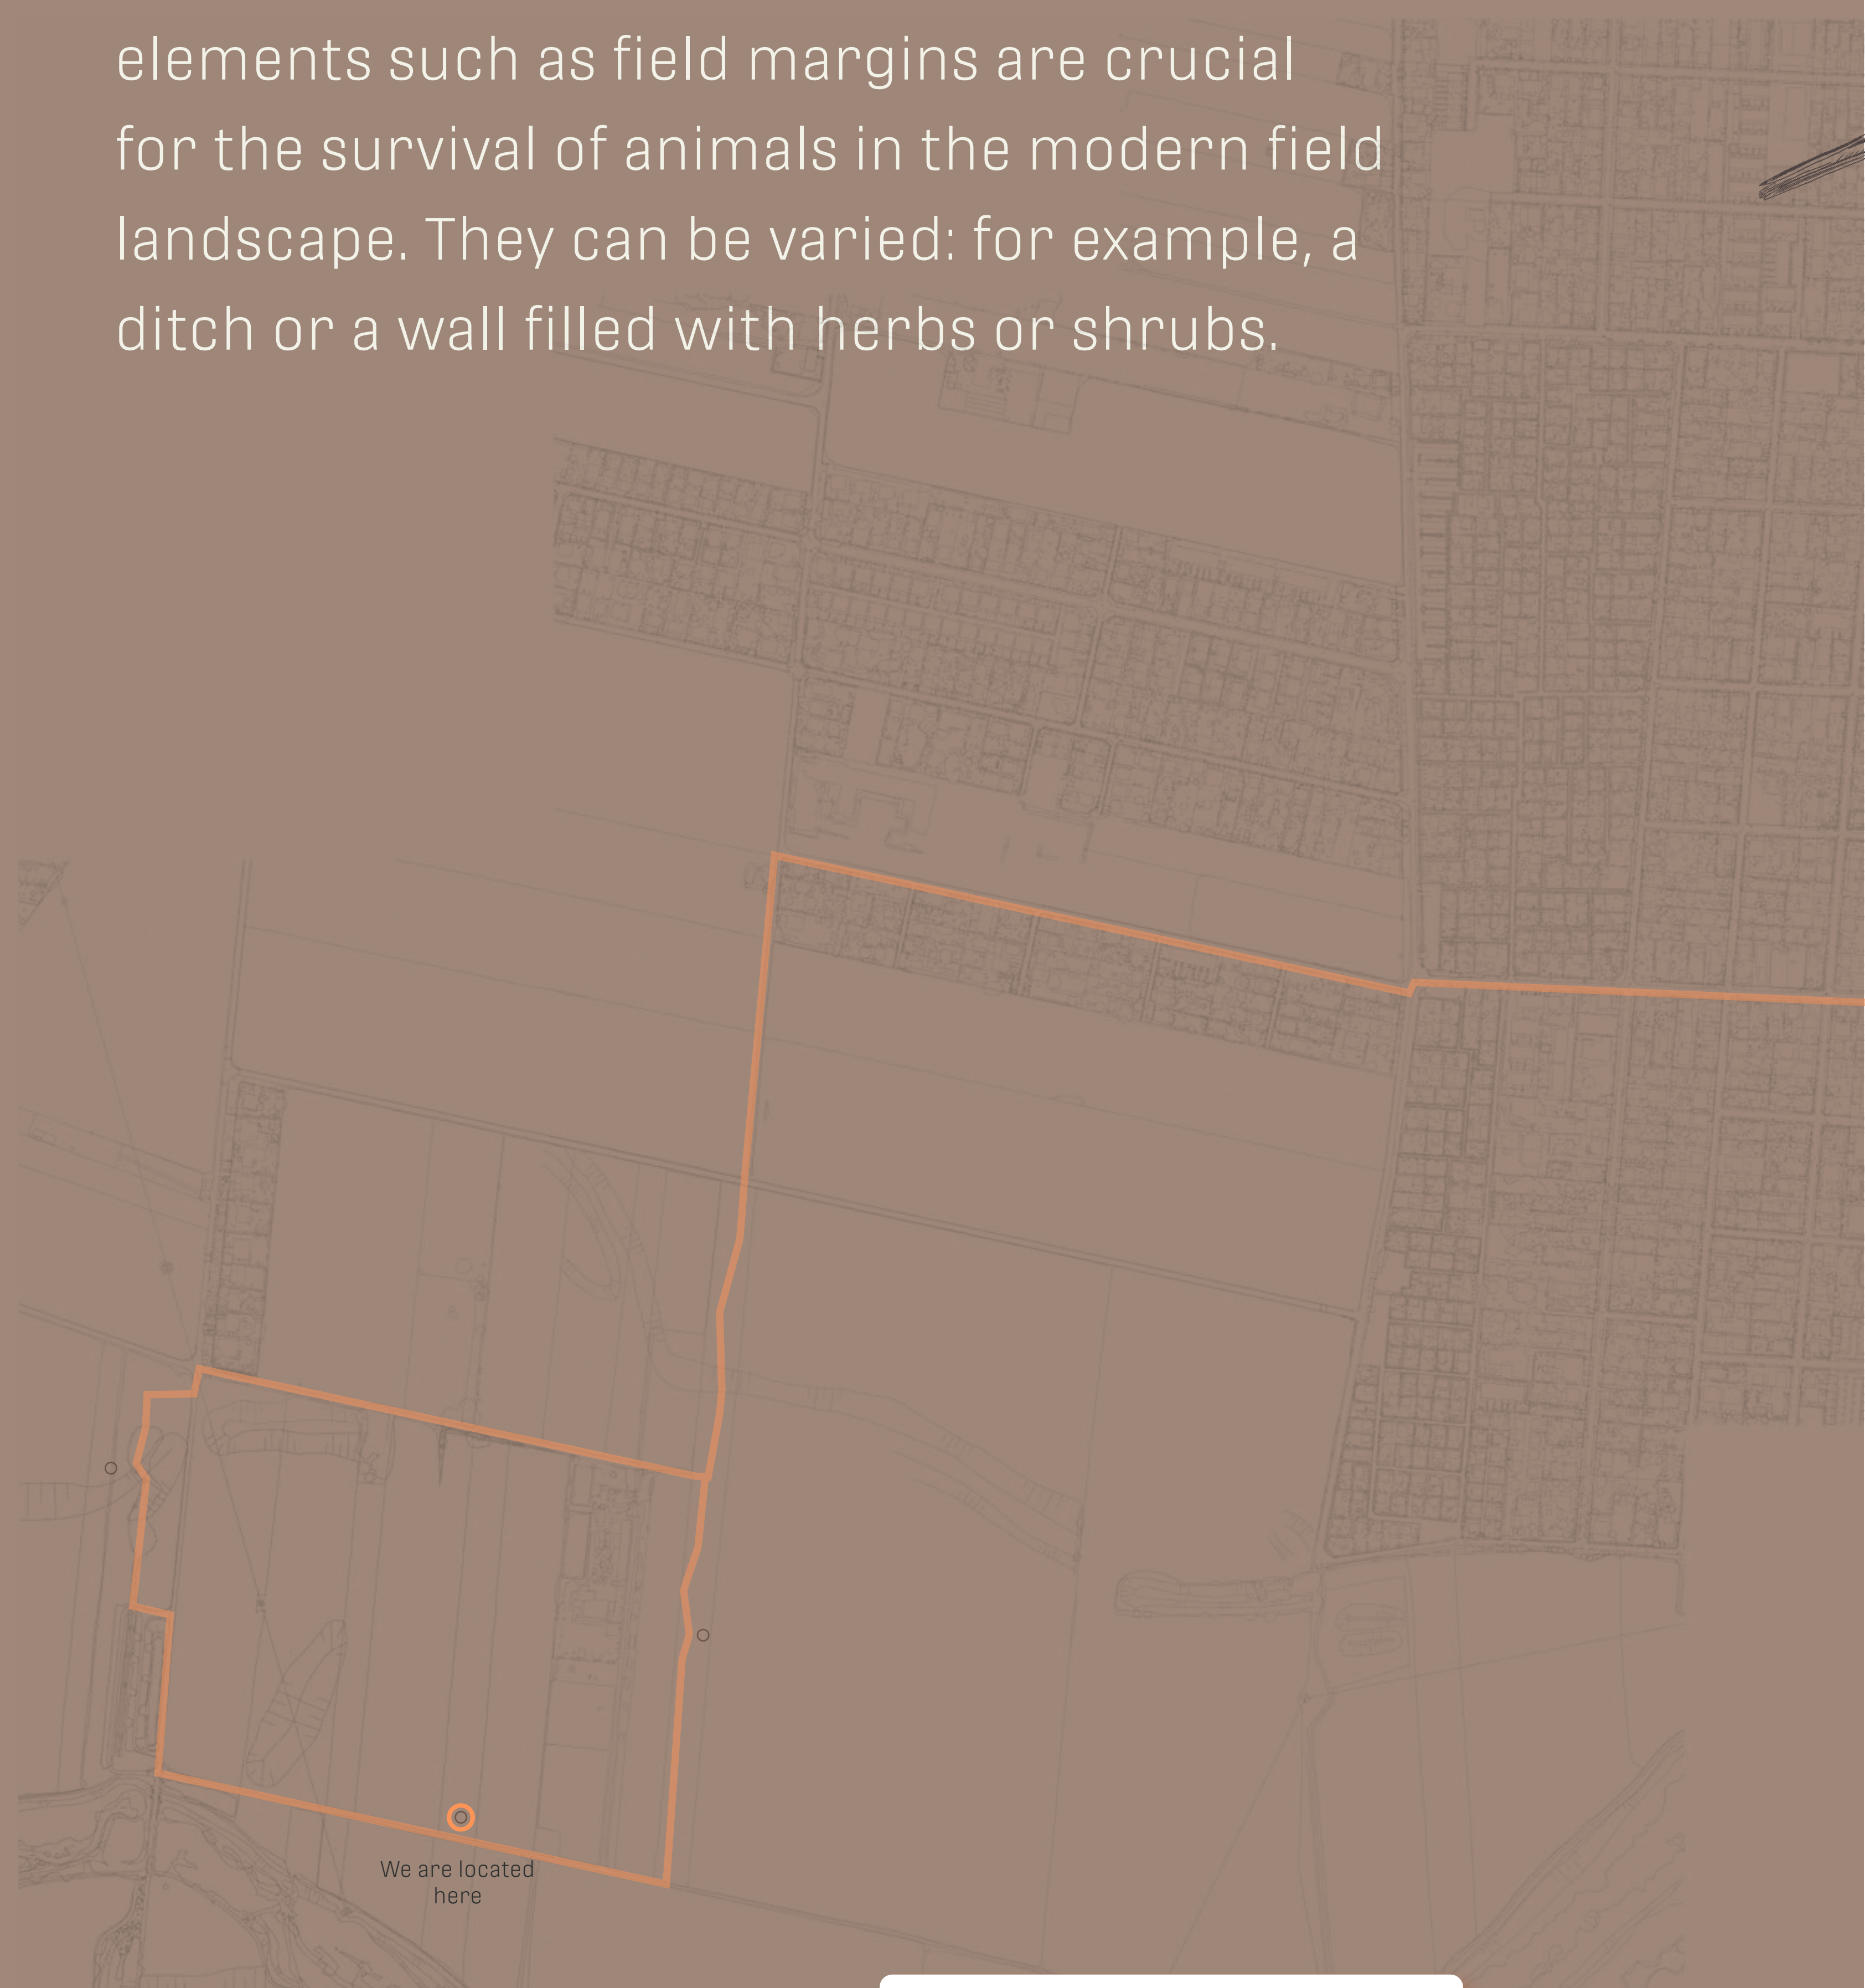 elements such as field margins are crucial
for the survival of animals in the modern field
landscape. They can be varied: for example, a
ditch or a wall filled with herbs or shrubs.
We are located
here